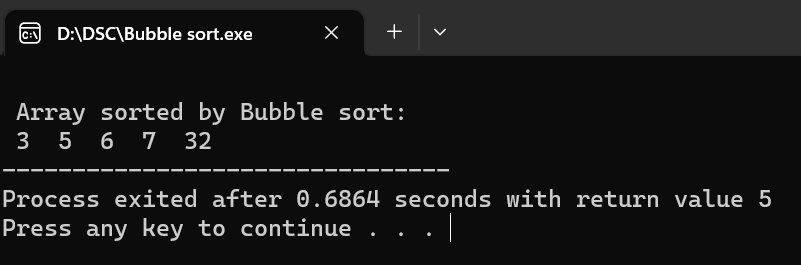 D:\DSC\Bubble sort.exe
Array sorted by Bubble sort:
3  5  6  7  32
--------------------------------
Process exited after 0.6864 seconds with return value 5
Press any key to continue . . .